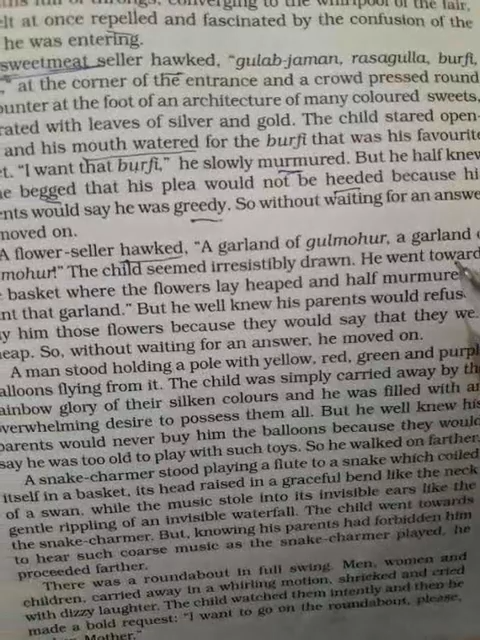 of throngs, converging to the whirlpool of the fair,
elt at once repelled and fascinated by the confusion of the
he was entering.
sweetmeat seller hawked, "gulab-jaman, rasagulla, burfi,
" at the corner of the entrance and a crowd pressed round
ounter at the foot of an architecture of many coloured sweets,
rated with leaves of silver and gold. The child stared open-
and his mouth watered for the burfi that was his favourite
t. "I want that burfi," he slowly murmured. But he half knew
he begged that his plea would not be heeded because hi
ents would say he was greedy. So without waiting for an answe
moved on.
A flower-seller hawked, "A garland of gulmohur, a garland
mohur!" The child seemed irresistibly drawn. He went toward
basket where the flowers lay heaped and half murmure
nt that garland." But he well knew his parents would refus
y him those flowers because they would say that they we
eap. So, without waiting for an answer, he moved on.
A man stood holding a pole with yellow, red, green and purpl
alloons flying from it. The child was simply carried away by the
ainbow glory of their silken colours and he was filled with an
overwhelming desire to possess them all. But he well knew his
parents would never buy him the balloons because they would
say he was too old to play with such toys. So he walked on farther.
A snake-charmer stood playing a flute to a snake which coiled
itself in a basket, its head raised in a graceful bend like the neck
of a swan, while the music stole into its invisible ears like the
gentle rippling of an invisible waterfall. The child went towards
the snake-charmer. But, knowing his parents had forbidden him
to hear such coarse music as the snake-charmer played, he
proceeded farther.
There was a roundabout in full swing. Men, women and
children, carried away in a whirling motion, shrieked and cried
with dizzy laughter. The child watched them intently and then he
made a bold request: "I want to go on the roundabout, please,
Mother."